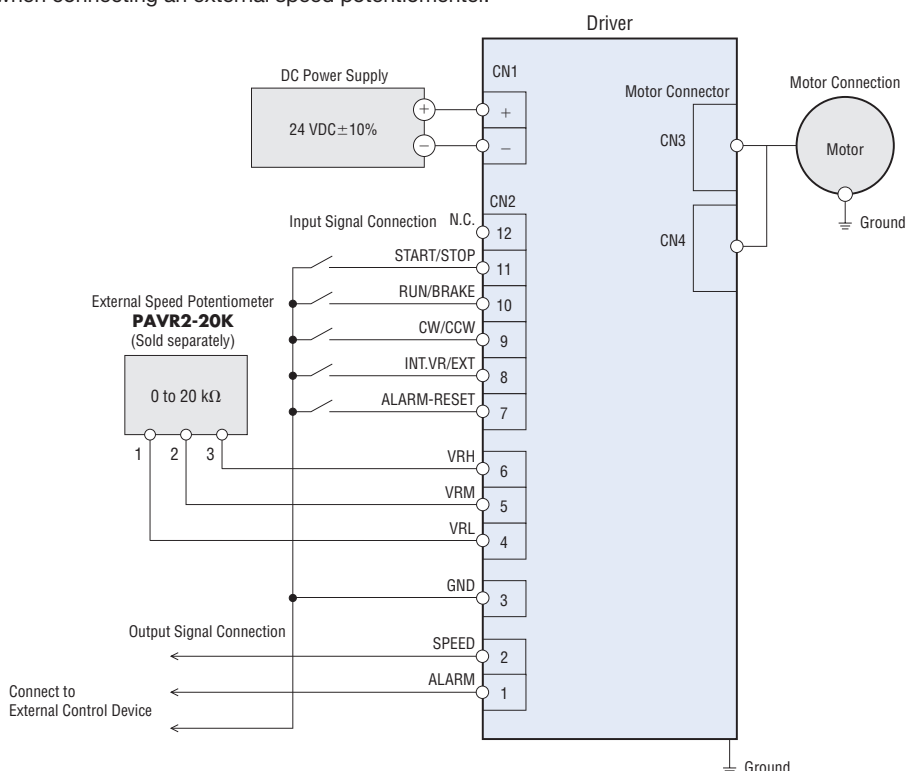 when connecting an external speed potentiometer.
Driver
DC Power Supply
24 VDC±10%
+
−
CN1
+
−
Motor Connector
CN3
CN4
Motor Connection
Motor
Ground
CN2
Input Signal Connection
N.C.
12
START/STOP
11
RUN/BRAKE
10
CW/CCW
9
INT.VR/EXT
8
ALARM-RESET
7
External Speed Potentiometer
PAVR2-20K
(Sold separately)
0 to 20 kΩ
1 2 3
VRH
6
VRM
5
VRL
4
GND
3
Output Signal Connection
SPEED
2
ALARM
1
Connect to
External Control Device
Ground